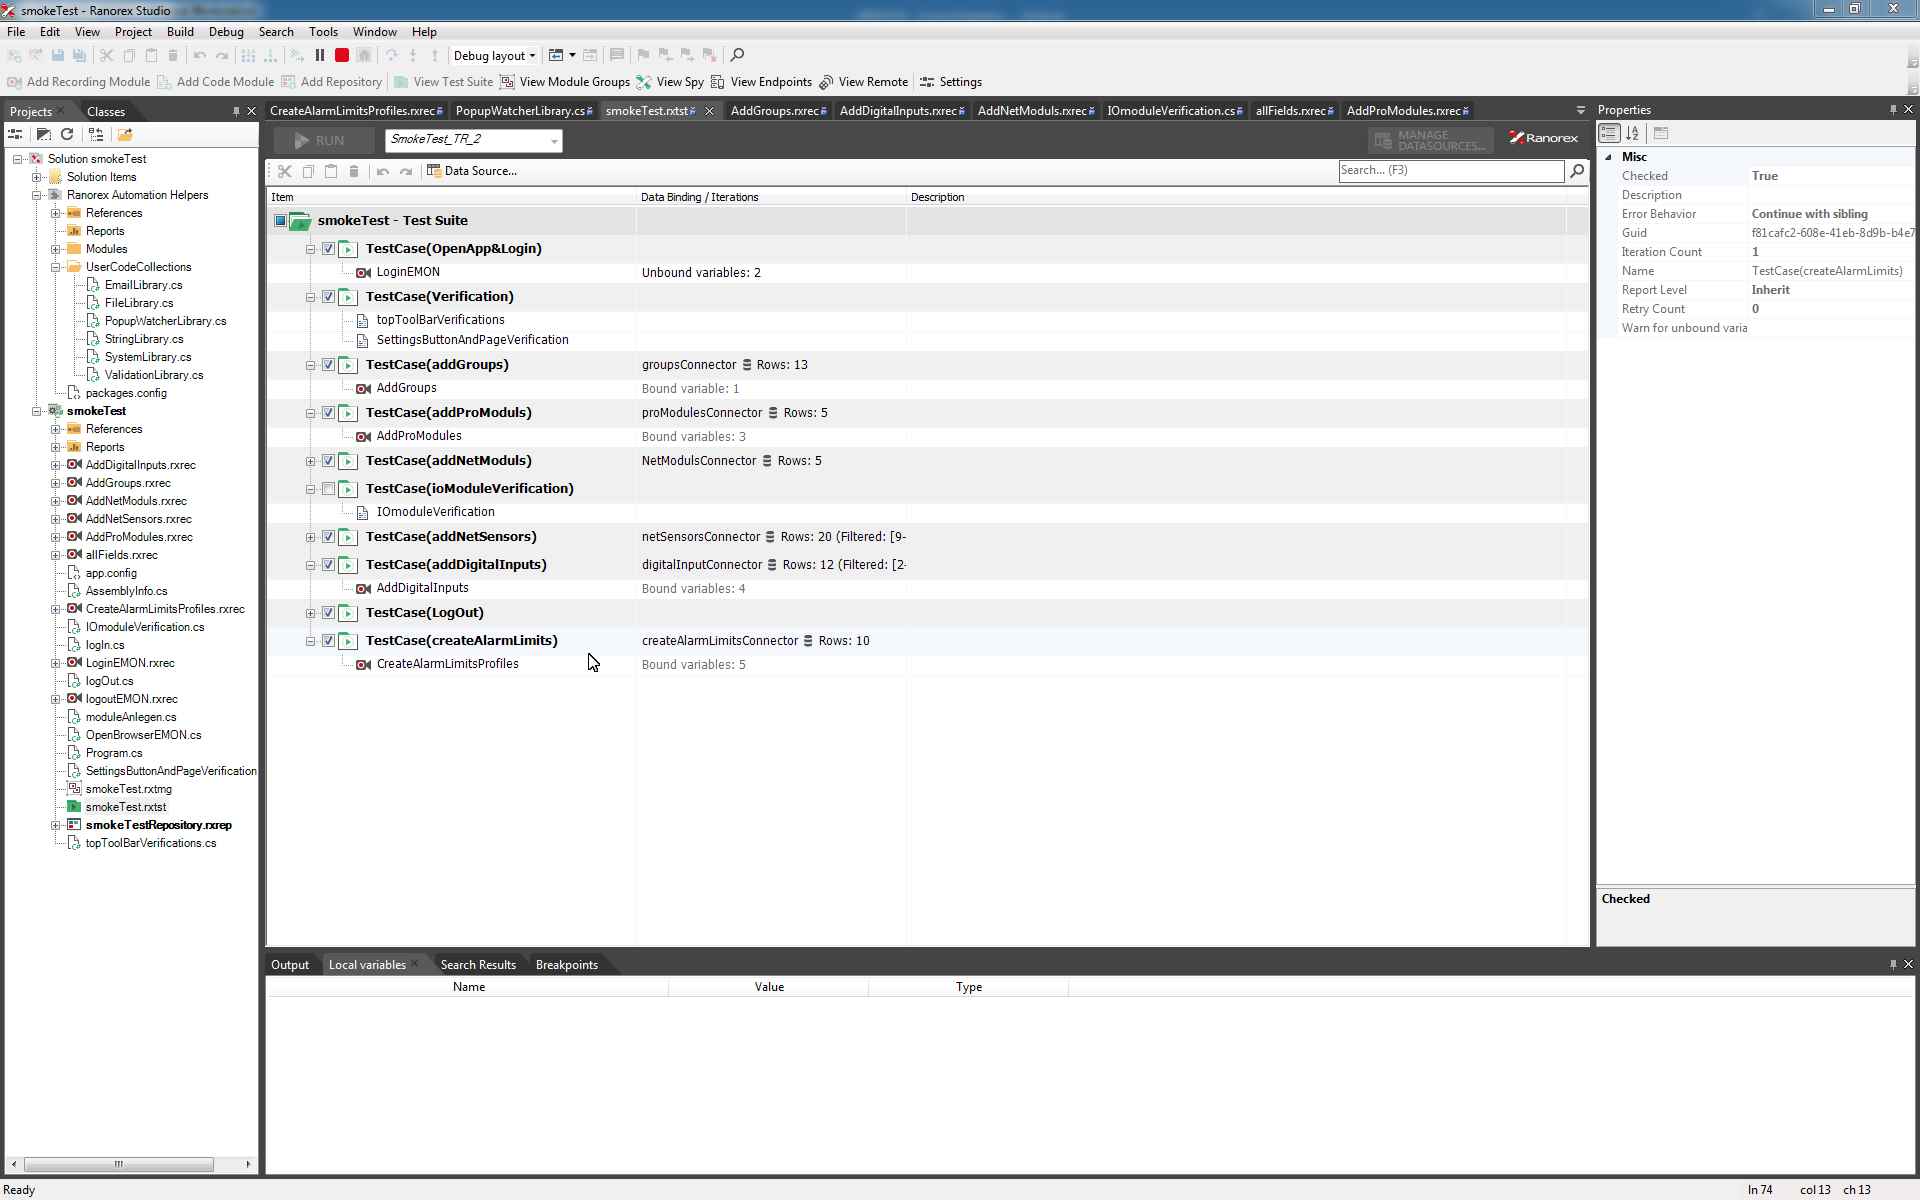 smokeTest - Ranorex Studio
File Edit View Project Build Debug Search Tools Window Help
Debug layout
Add Recording Module Add Code Module Add Repository View Test Suite View Module Groups View Spy View Endpoints View Remote Settings
Projects Classes
CreateAlarmLimitsProfiles.rxrec PopupWatcherLibrary.cs smokeTest.rxtst AddGroups.rxrec AddDigitalInputs.rxrec AddNetModuls.rxrec IOmoduleVerification.cs allFields.rxrec AddProModules.rxrec
RUN SmokeTest_TR_2 MANAGE DATASOURCES... Ranorex
Data Source... Search... (F3)
Solution smokeTest
Solution Items
Ranorex Automation Helpers
References
Reports
Modules
UserCodeCollections
EmailLibrary.cs
FileLibrary.cs
PopupWatcherLibrary.cs
StringLibrary.cs
SystemLibrary.cs
ValidationLibrary.cs
packages.config
smokeTest
References
Reports
AddDigitalInputs.rxrec
AddGroups.rxrec
AddNetModuls.rxrec
AddNetSensors.rxrec
AddProModules.rxrec
allFields.rxrec
app.config
AssemblyInfo.cs
CreateAlarmLimitsProfiles.rxrec
IOmoduleVerification.cs
logIn.cs
LoginEMON.rxrec
logOut.cs
logoutEMON.rxrec
moduleAnlegen.cs
OpenBrowserEMON.cs
Program.cs
SettingsButtonAndPageVerification
smokeTest.rxtmg
smokeTest.rxtst
smokeTestRepository.rxrep
topToolBarVerifications.cs
Item Data Binding / Iterations Description
smokeTest - Test Suite
TestCase(OpenApp&Login)
LoginEMON Unbound variables: 2
TestCase(Verification)
topToolBarVerifications
SettingsButtonAndPageVerification
TestCase(addGroups) groupsConnector Rows: 13
AddGroups Bound variable: 1
TestCase(addProModuls) proModulesConnector Rows: 5
AddProModules Bound variables: 3
TestCase(addNetModuls) NetModulsConnector Rows: 5
TestCase(ioModuleVerification)
IOmoduleVerification
TestCase(addNetSensors) netSensorsConnector Rows: 20 (Filtered: [9-
TestCase(addDigitalInputs) digitalInputConnector Rows: 12 (Filtered: [2-
AddDigitalInputs Bound variables: 4
TestCase(LogOut)
TestCase(createAlarmLimits) createAlarmLimitsConnector Rows: 10
CreateAlarmLimitsProfiles Bound variables: 5
Properties
Misc
Checked True
Description
Error Behavior Continue with sibling
Guid f81cafc2-608e-41eb-8d9b-b4e7
Iteration Count 1
Name TestCase(createAlarmLimits)
Report Level Inherit
Retry Count 0
Warn for unbound varia
Checked
Output Local variables Search Results Breakpoints
Name Value Type
Ready ln 74 col 13 ch 13